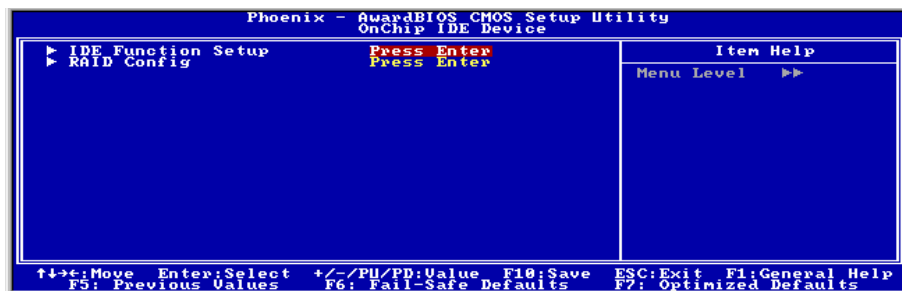 Phoenix - AwardBIOS CMOS Setup Utility
OnChip IDE Device
► IDE Function Setup Press Enter
► RAID Config Press Enter
Item Help
Menu Level ►►
↑↓→←:Move Enter:Select +/-/PU/PD:Value F10:Save ESC:Exit F1:General Help
F5: Previous Values F6: Fail-Safe Defaults F7: Optimized Defaults